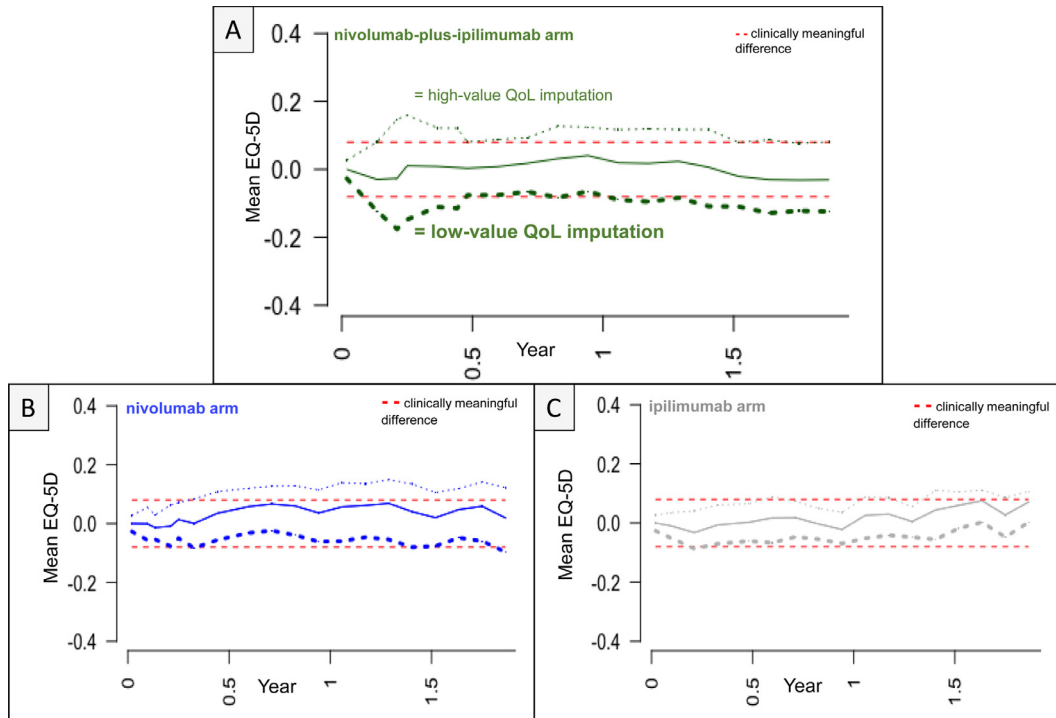 A
nivolumab-plus-ipilimumab arm
clinically meaningful
difference
= high-value QoL imputation
= low-value QoL imputation
Mean EQ-5D
0.4
0.2
0.0
-0.2
-0.4
0
0.5
1
1.5
Year
B
nivolumab arm
clinically meaningful
difference
Mean EQ-5D
0.4
0.2
0.0
-0.2
-0.4
0
0.5
1
1.5
Year
C
ipilimumab arm
clinically meaningful
difference
Mean EQ-5D
0.4
0.2
0.0
-0.2
-0.4
0
0.5
1
1.5
Year